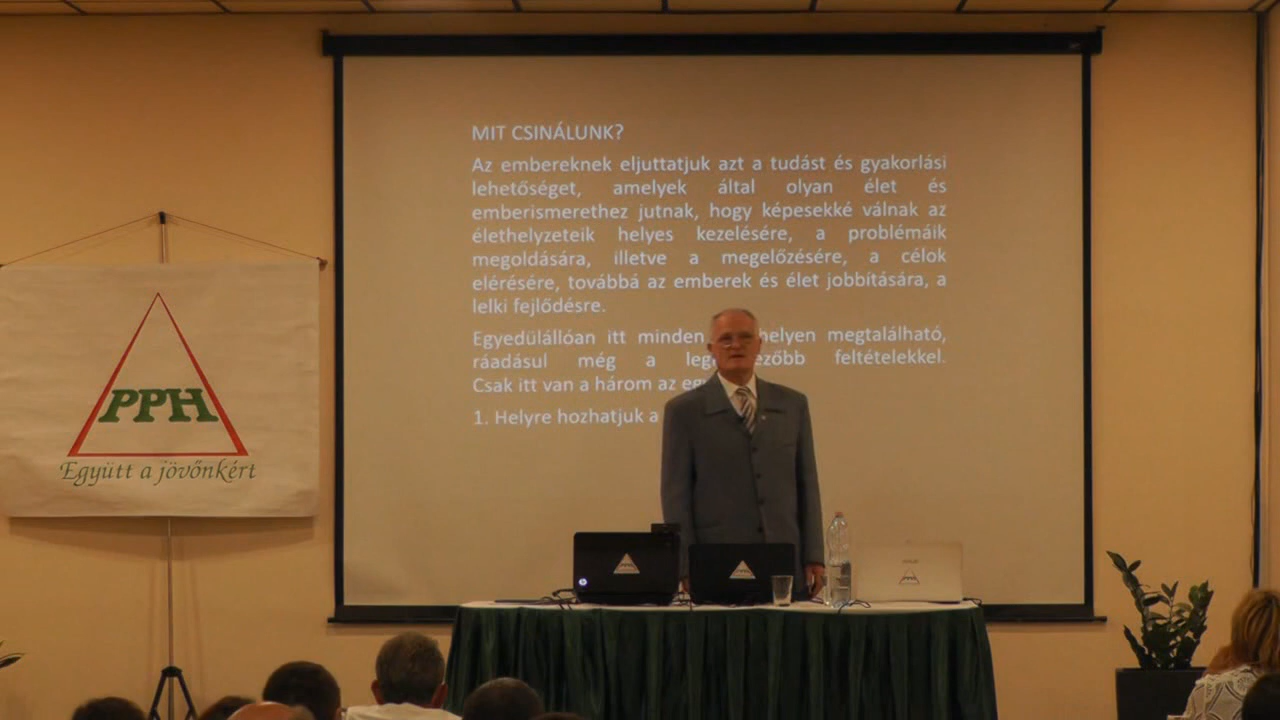 MIT CSINÁLUNK?
Az embereknek eljuttatjuk azt a tudást és gyakorlási
lehetőséget, amelyek által olyan élet és
emberismerethez jutnak, hogy képesekké válnak az
élethelyzeteik helyes kezelésére, a problémáik
megoldására, illetve a megelőzésére, a célok
elérésére, továbbá az emberek és élet jobbítására, a
lelki fejlődésre.
Egyedülállóan itt minden helyen megtalálható,
ráadásul még a feltételekkel.
Csak itt van a három az
1. Helyre hozhatjuk a
PPH
Együtt a jövőnkért
PPH
PPH